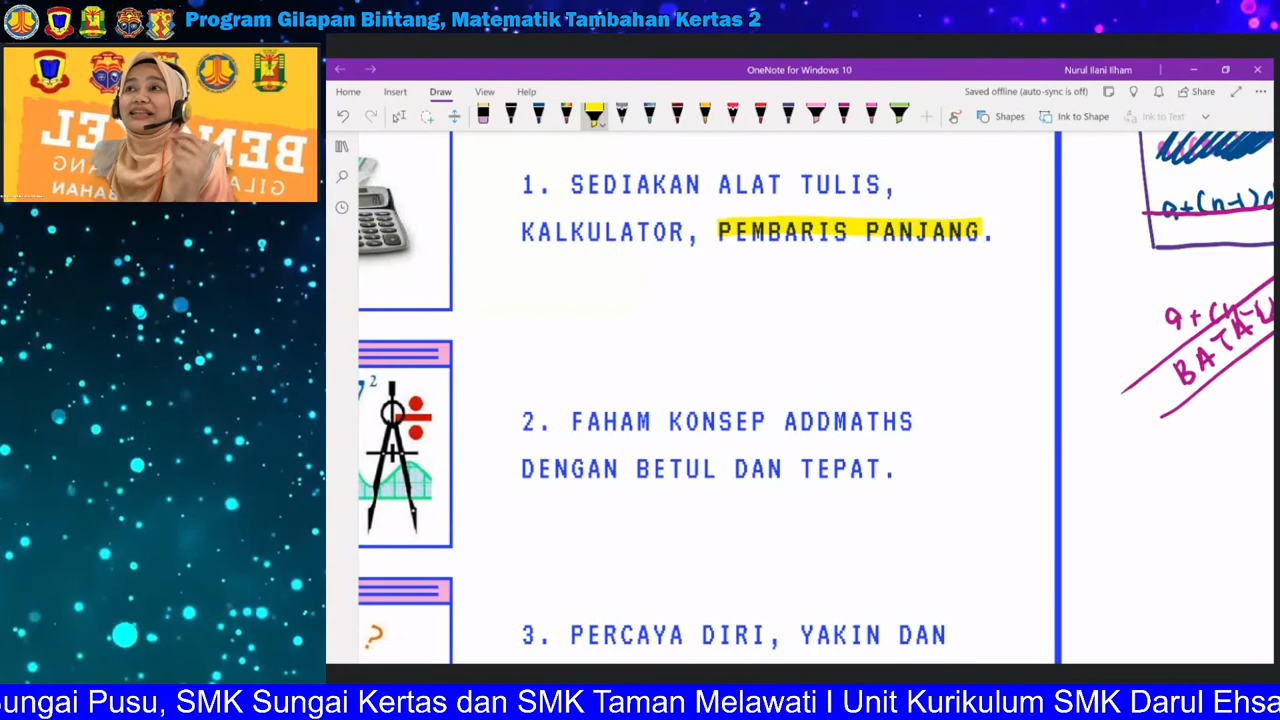 Program Gilapan Bintang, Matematik Tambahan Kertas 2
OneNote for Windows 10
Nurul Ilani Ilham
Home Insert Draw View Help
Saved offline (auto-sync is off)
Share
Shapes
Ink to Shape
Ink to Text
1. SEDIAKAN ALAT TULIS,
KALKULATOR, PEMBARIS PANJANG.
a+(n-1)
BATAL
2. FAHAM KONSEP ADDMATHS
DENGAN BETUL DAN TEPAT.
?
3. PERCAYA DIRI, YAKIN DAN
Sungai Pusu, SMK Sungai Kertas dan SMK Taman Melawati I Unit Kurikulum SMK Darul Ehsa